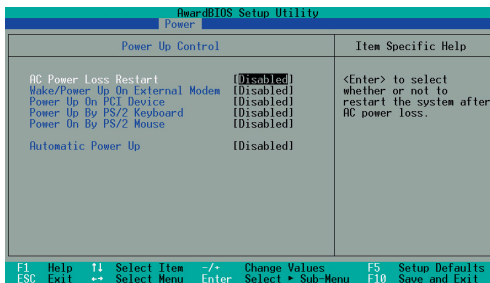 AwardBIOS Setup Utility
Power
Power Up Control
Item Specific Help
AC Power Loss Restart [Disabled]
Wake/Power Up On External Modem [Disabled]
Power Up On PCI Device [Disabled]
Power Up By PS/2 Keyboard [Disabled]
Power On By PS/2 Mouse [Disabled]
Automatic Power Up [Disabled]
<Enter> to select
whether or not to
restart the system after
AC power loss.
F1 Help ↑↓ Select Item -/+ Change Values F5 Setup Defaults
ESC Exit ←→ Select Menu Enter Select ► Sub-Menu F10 Save and Exit